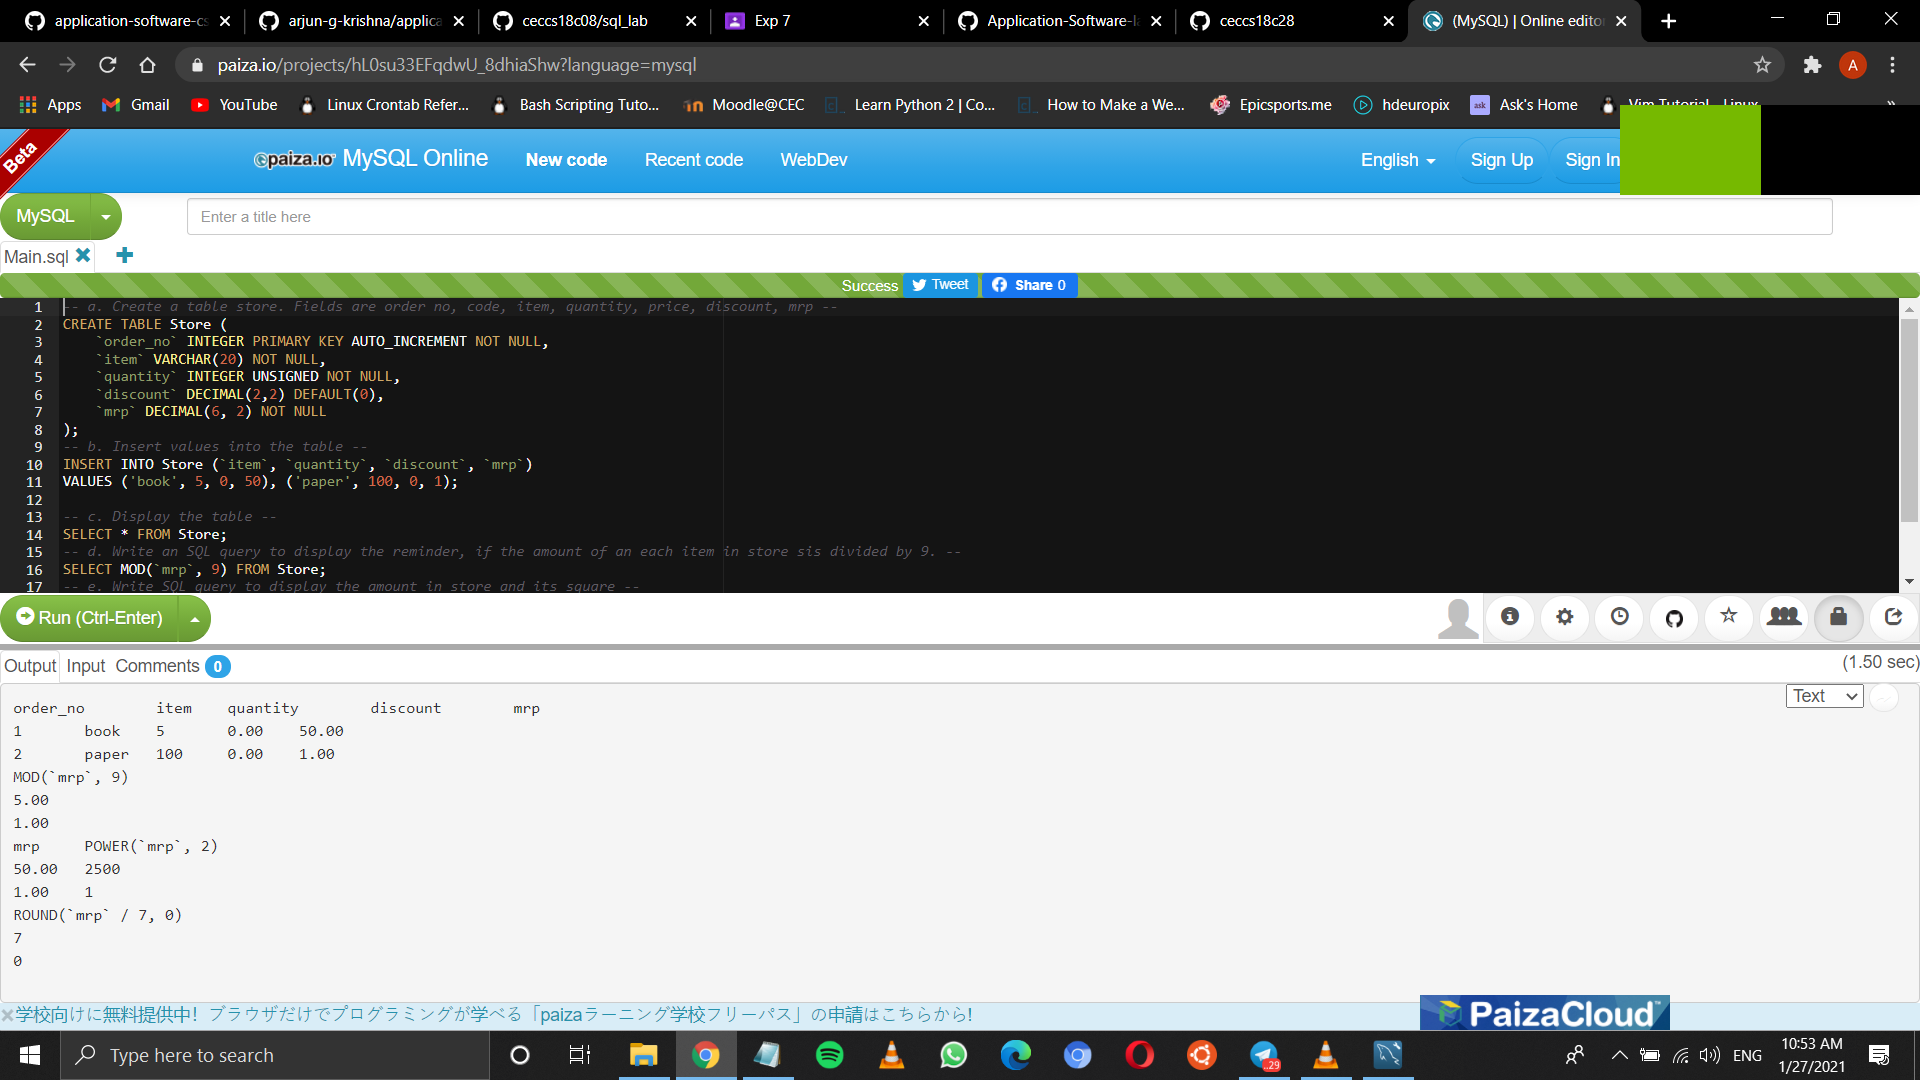 application-software-cs
arjun-g-krishna/applica
ceccs18c08/sql_lab
Exp 7
Application-Software-la
ceccs18c28
(MySQL) | Online editor
paiza.io/projects/hL0su33EFqdwU_8dhiaShw?language=mysql
A
Apps
Gmail
YouTube
Linux Crontab Refer...
Bash Scripting Tuto...
Moodle@CEC
Learn Python 2 | Co...
How to Make a We...
Epicsports.me
hdeuropix
ask
Ask's Home
Vim Tutorial - Linux
»
Beta
paiza.io MySQL Online
New code
Recent code
WebDev
English
Sign Up
Sign In
MySQL
Enter a title here
Main.sql
Success
Tweet
Share 0
1 -- a. Create a table store. Fields are order no, code, item, quantity, price, discount, mrp --
2 CREATE TABLE Store (
3 `order_no` INTEGER PRIMARY KEY AUTO_INCREMENT NOT NULL,
4 `item` VARCHAR(20) NOT NULL,
5 `quantity` INTEGER UNSIGNED NOT NULL,
6 `discount` DECIMAL(2,2) DEFAULT(0),
7 `mrp` DECIMAL(6, 2) NOT NULL
8 );
9 -- b. Insert values into the table --
10 INSERT INTO Store (`item`, `quantity`, `discount`, `mrp`)
11 VALUES ('book', 5, 0, 50), ('paper', 100, 0, 1);
12
13 -- c. Display the table --
14 SELECT * FROM Store;
15 -- d. Write an SQL query to display the reminder, if the amount of an each item in store sis divided by 9. --
16 SELECT MOD(`mrp`, 9) FROM Store;
17 -- e. Write SQL query to display the amount in store and its square --
Run (Ctrl-Enter)
Output Input Comments 0
(1.50 sec)
Text
order_no item quantity discount mrp
1 book 5 0.00 50.00
2 paper 100 0.00 1.00
MOD(`mrp`, 9)
5.00
1.00
mrp POWER(`mrp`, 2)
50.00 2500
1.00 1
ROUND(`mrp` / 7, 0)
7
0
学校向けに無料提供中！ブラウザだけでプログラミングが学べる「paizaラーニング学校フリーパス」の申請はこちらから!
PaizaCloud
Type here to search
..29
ENG
10:53 AM
1/27/2021